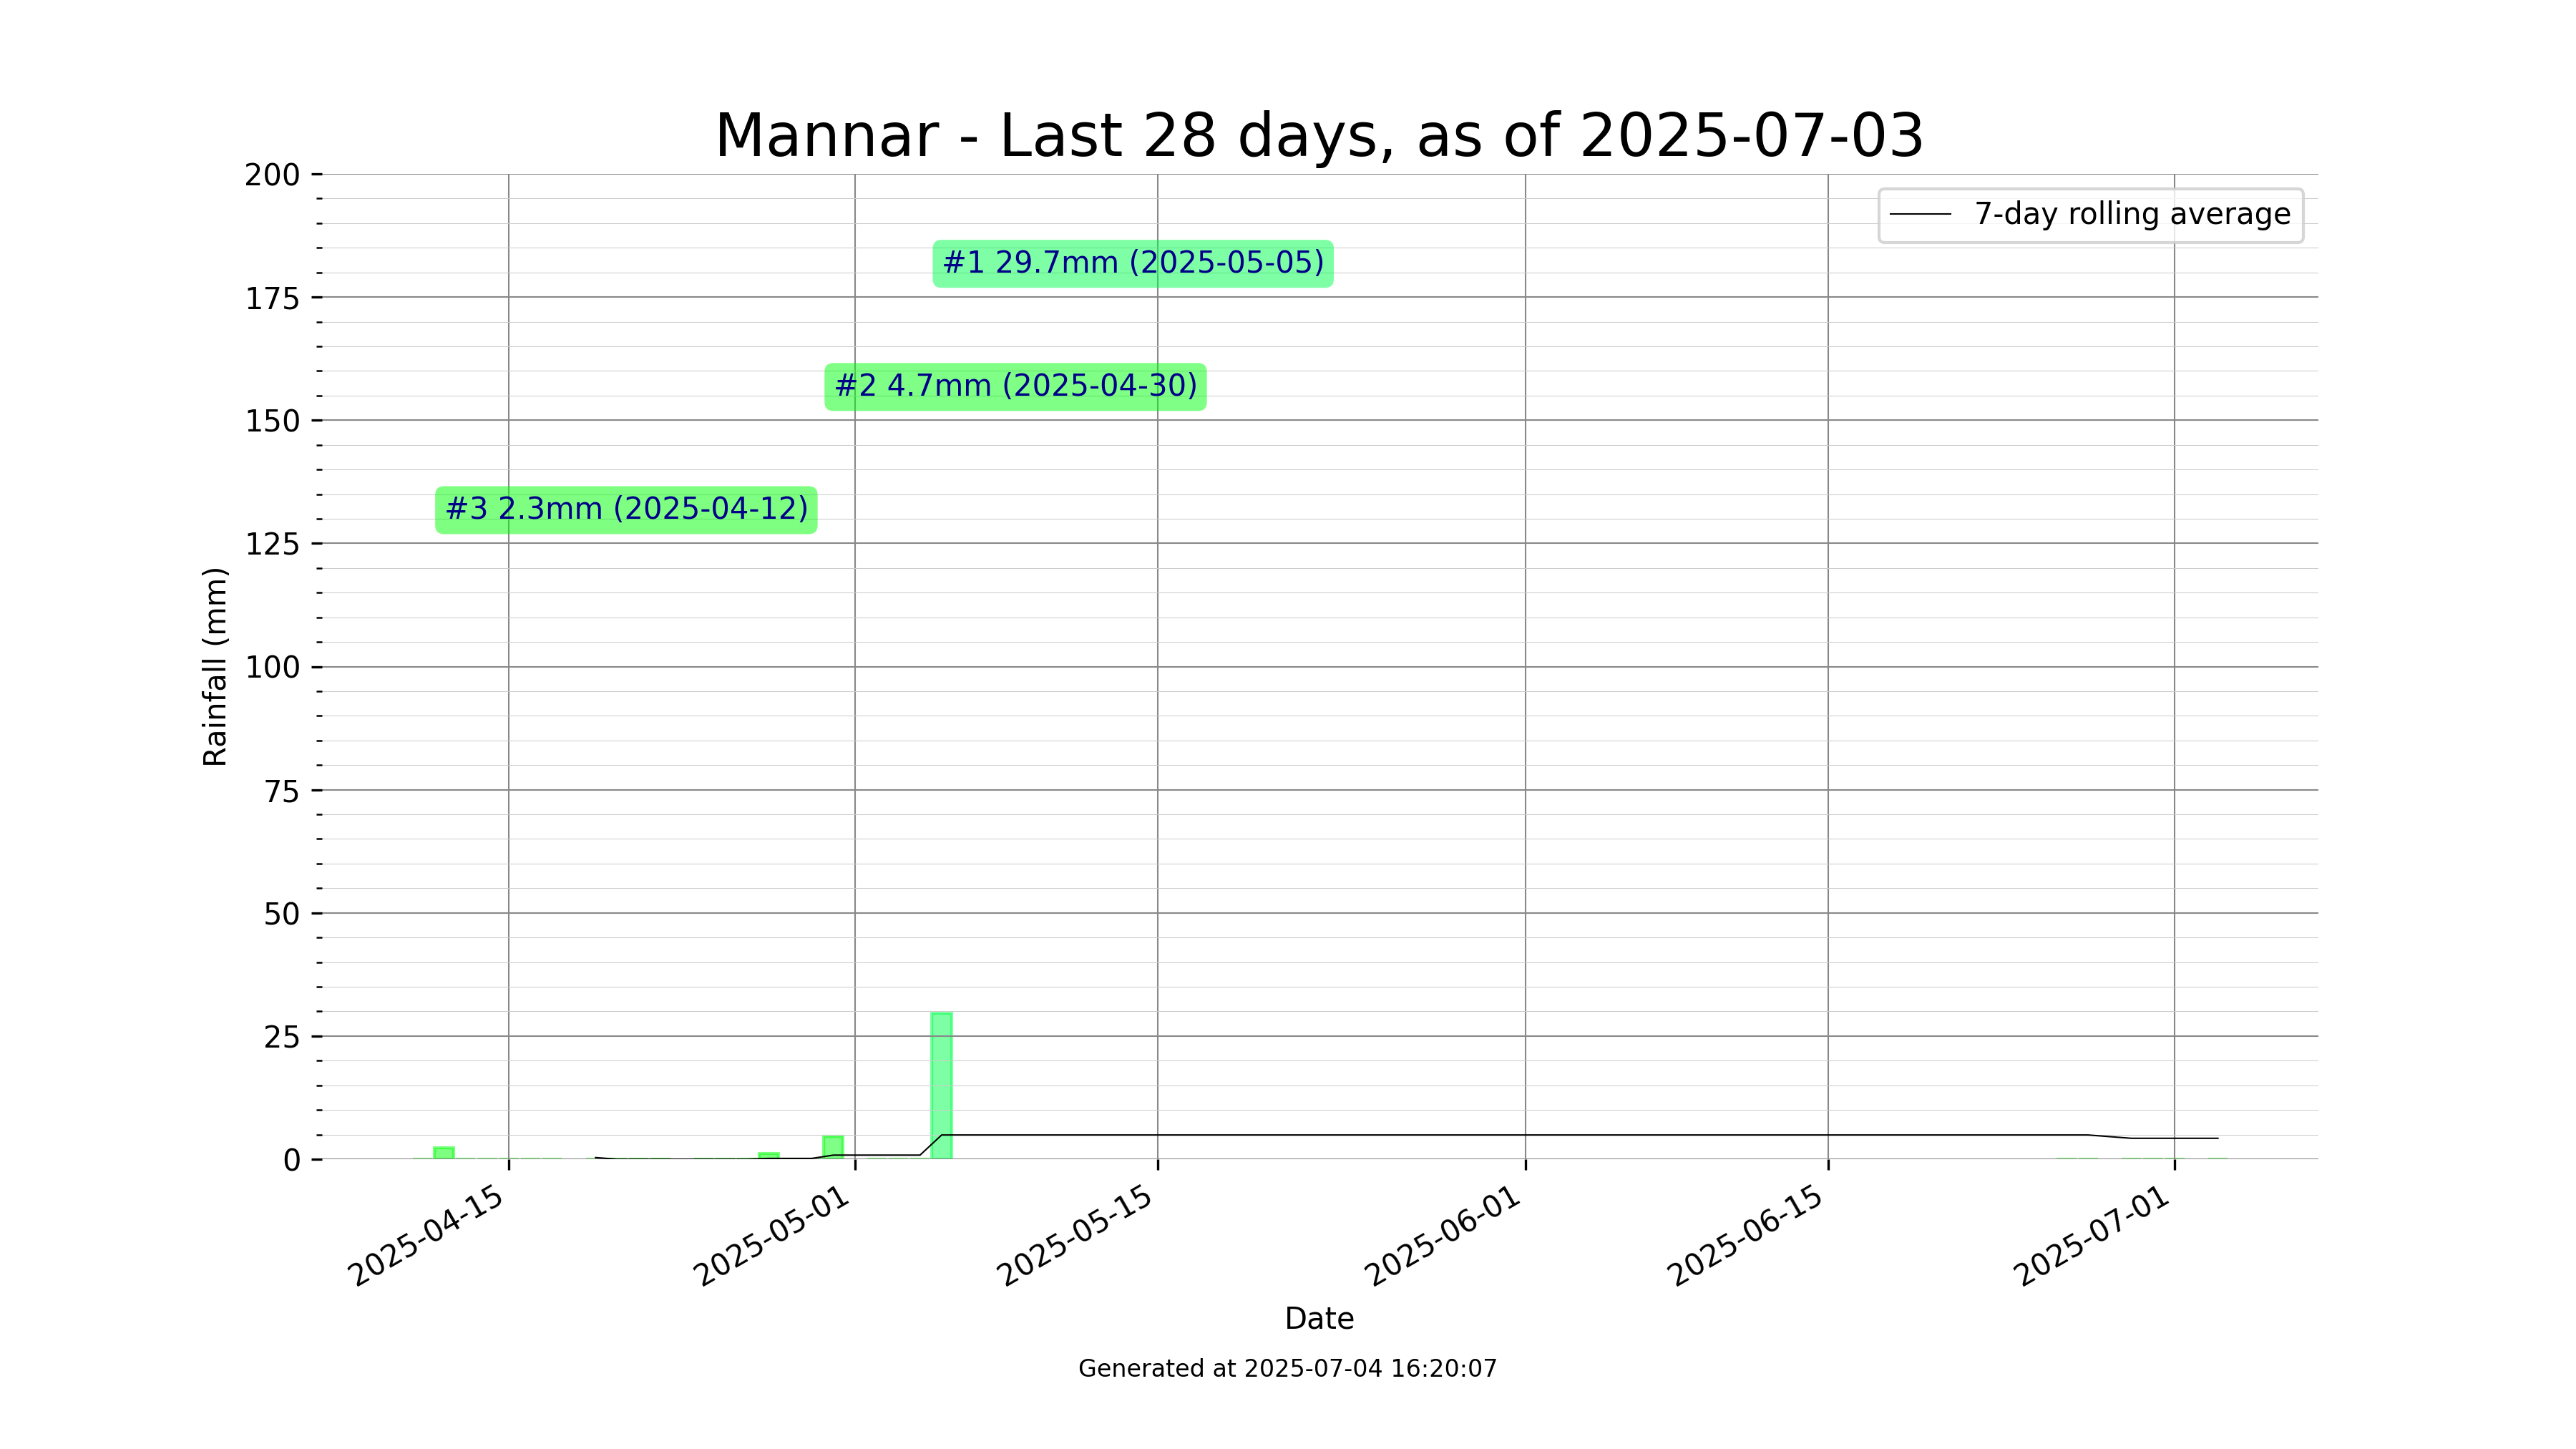 Mannar - Last 28 days, as of 2025-07-03
200
175
150
125
100
75
50
25
0
Rainfall (mm)
7-day rolling average
#1 29.7mm (2025-05-05)
#2 4.7mm (2025-04-30)
#3 2.3mm (2025-04-12)
2025-04-15
2025-05-01
2025-05-15
2025-06-01
2025-06-15
2025-07-01
Date
Generated at 2025-07-04 16:20:07